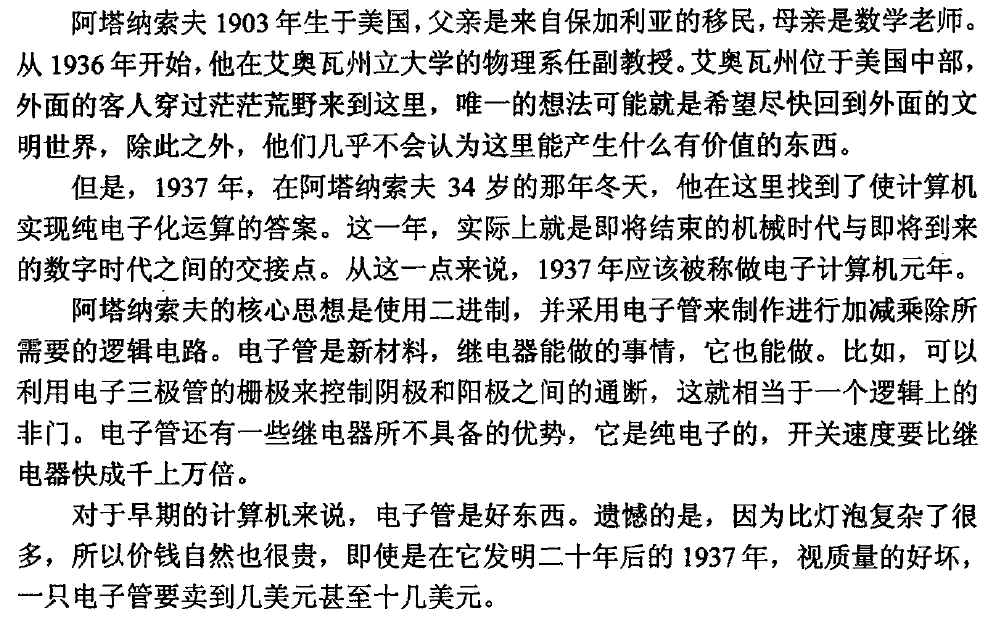 阿塔纳索夫 1903 年生于美国，父亲是来自保加利亚的移民，母亲是数学老师。
从 1936 年开始，他在艾奥瓦州立大学的物理系任副教授。艾奥瓦州位于美国中部，
外面的客人穿过茫茫荒野来到这里，唯一的想法可能就是希望尽快回到外面的文
明世界，除此之外，他们几乎不会认为这里能产生什么有价值的东西。
但是，1937 年，在阿塔纳索夫 34 岁的那年冬天，他在这里找到了使计算机
实现纯电子化运算的答案。这一年，实际上就是即将结束的机械时代与即将到来
的数字时代之间的交接点。从这一点来说，1937 年应该被称做电子计算机元年。
阿塔纳索夫的核心思想是使用二进制，并采用电子管来制作进行加减乘除所
需要的逻辑电路。电子管是新材料，继电器能做的事情，它也能做。比如，可以
利用电子三极管的栅极来控制阴极和阳极之间的通断，这就相当于一个逻辑上的
非门。电子管还有一些继电器所不具备的优势，它是纯电子的，开关速度要比继
电器快成千上万倍。
对于早期的计算机来说，电子管是好东西。遗憾的是，因为比灯泡复杂了很
多，所以价钱自然也很贵，即使是在它发明二十年后的 1937 年，视质量的好坏，
一只电子管要卖到几美元甚至十几美元。